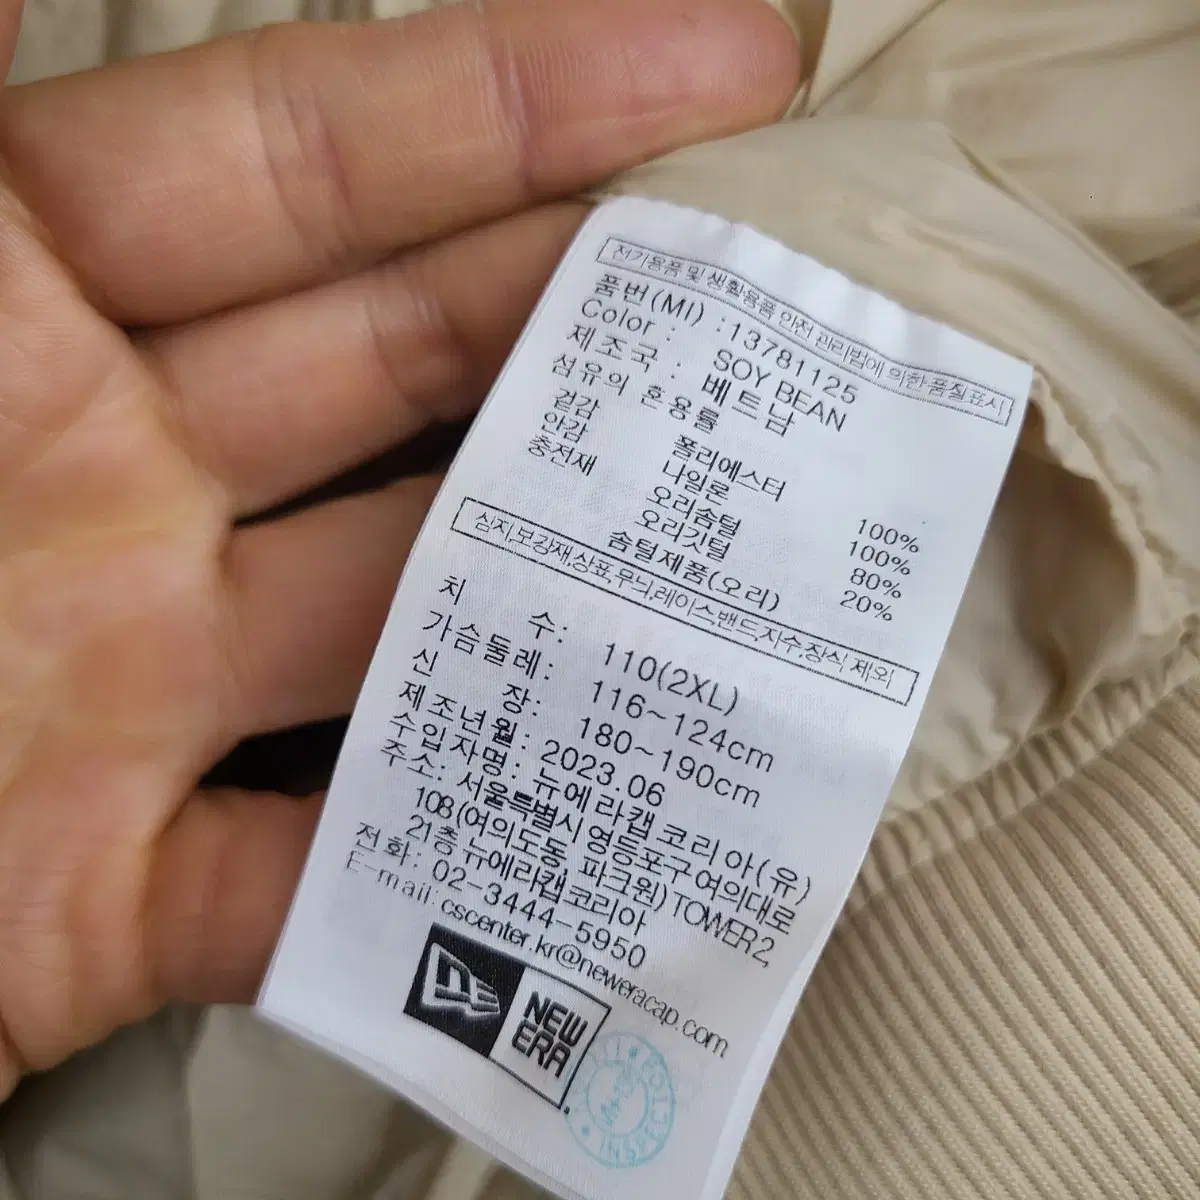 전기용품 및 생활용품 안전 관리법에 의한 품질표시
품번(MI) : 13781125
Color : SOY BEAN
제조국 : 베트남
섬유의 혼용률
겉감 폴리에스터 100%
안감 나일론 100%
충전재 오리솜털 80%
오리깃털 20%
솜털제품(오리)
심지,보강재,상표,무늬,레이스,밴드,자수,장식 제외
치 수: 110(2XL)
가슴둘레: 116~124cm
신 장: 180~190cm
제조년월: 2023.06
수입자명: 뉴에라캡 코리아(유)
주소: 서울특별시 영등포구 여의대로
108(여의도동, 파크원) TOWER 2,
21층 뉴에라캡코리아
전화: 02-3444-5950
E-mail: cscenter.kr@neweracap.com
NEW
ERA
INSPECTOR